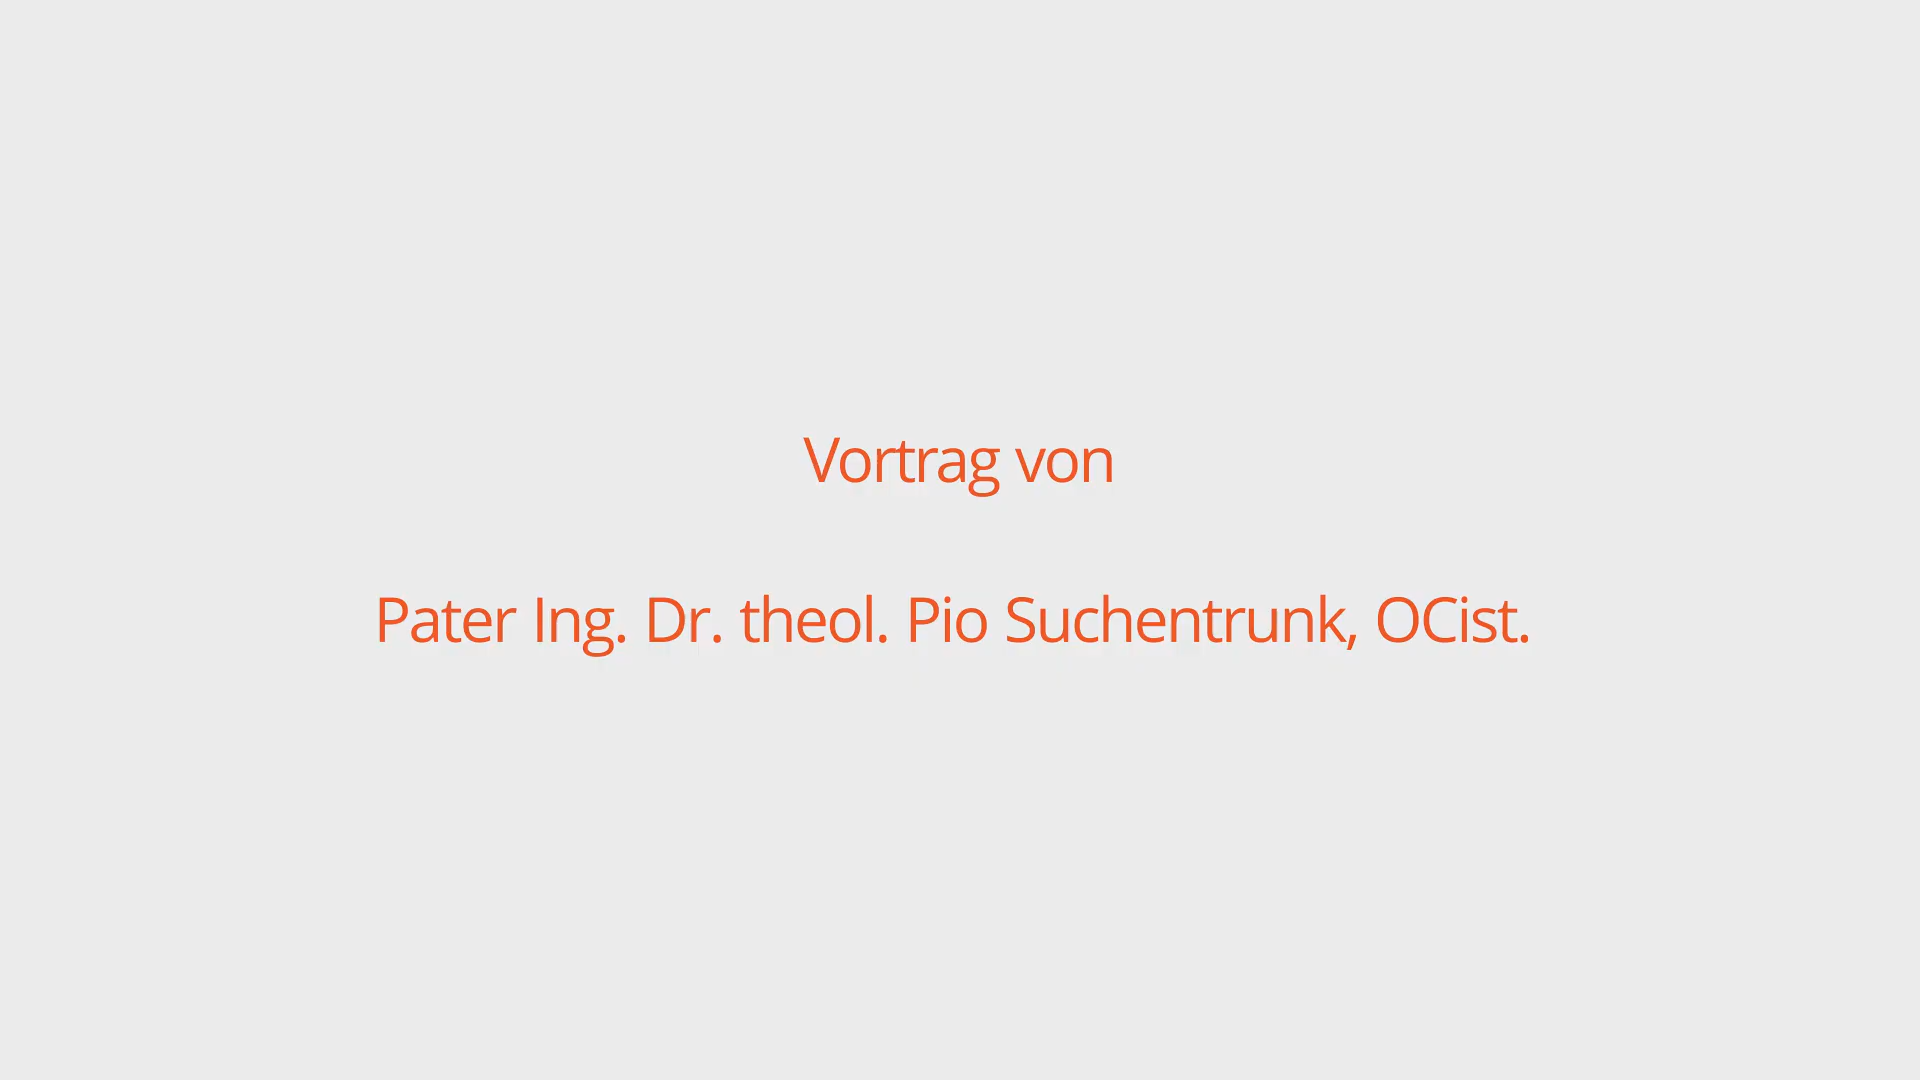 Vortrag von
Pater Ing. Dr. theol. Pio Suchentrunk, OCist.